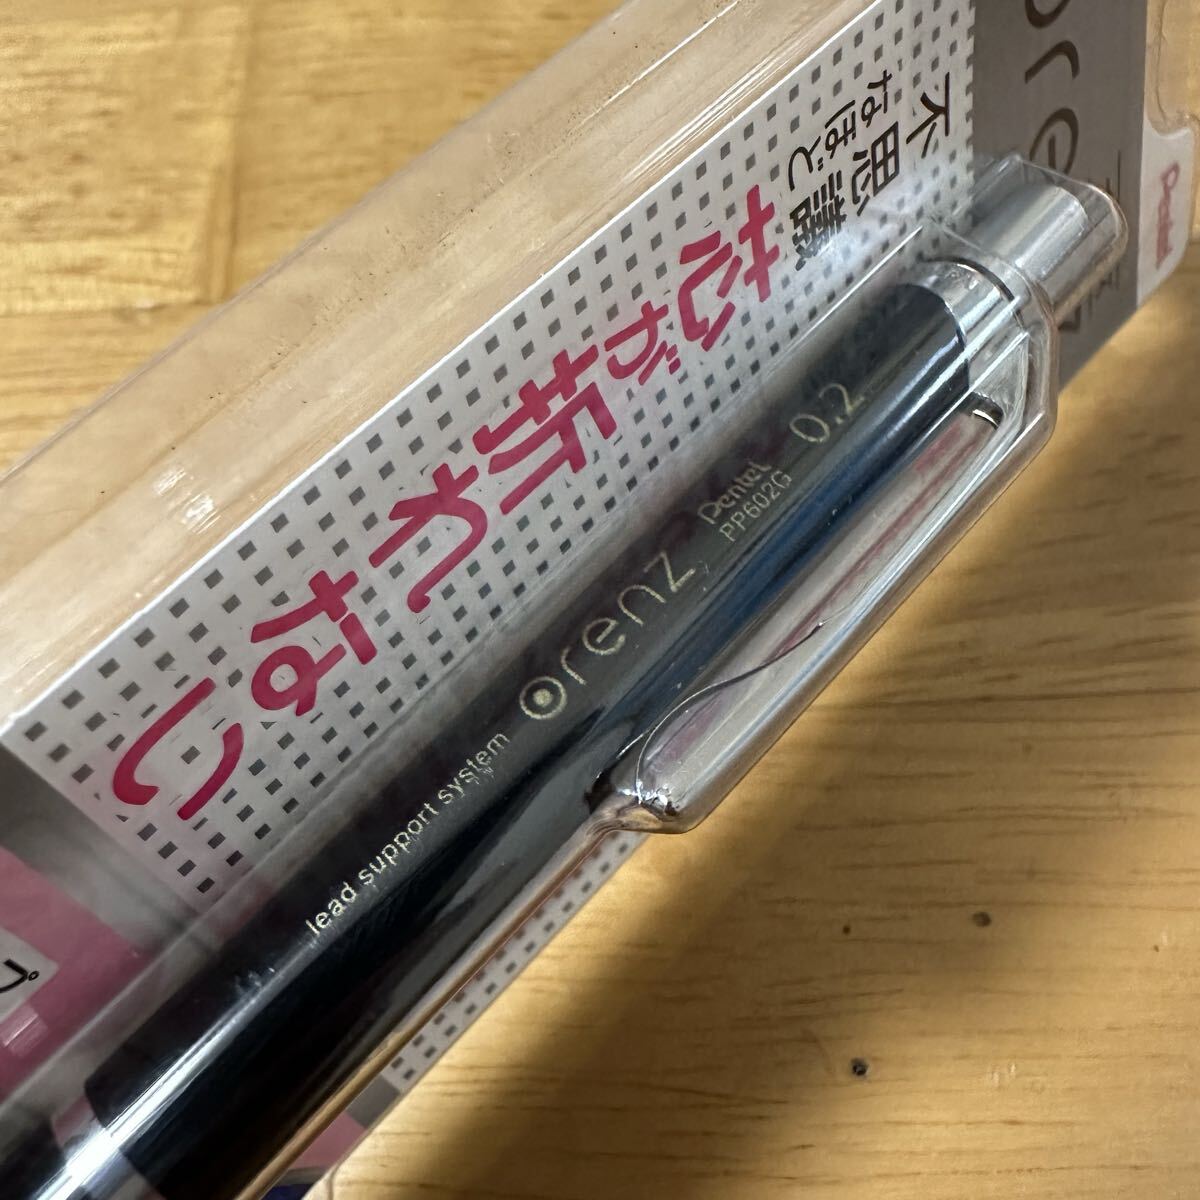 不思議
なほど
芯が折れない
0.2
Pentel
PP602G
orenz
lead support system
Pentel
プ